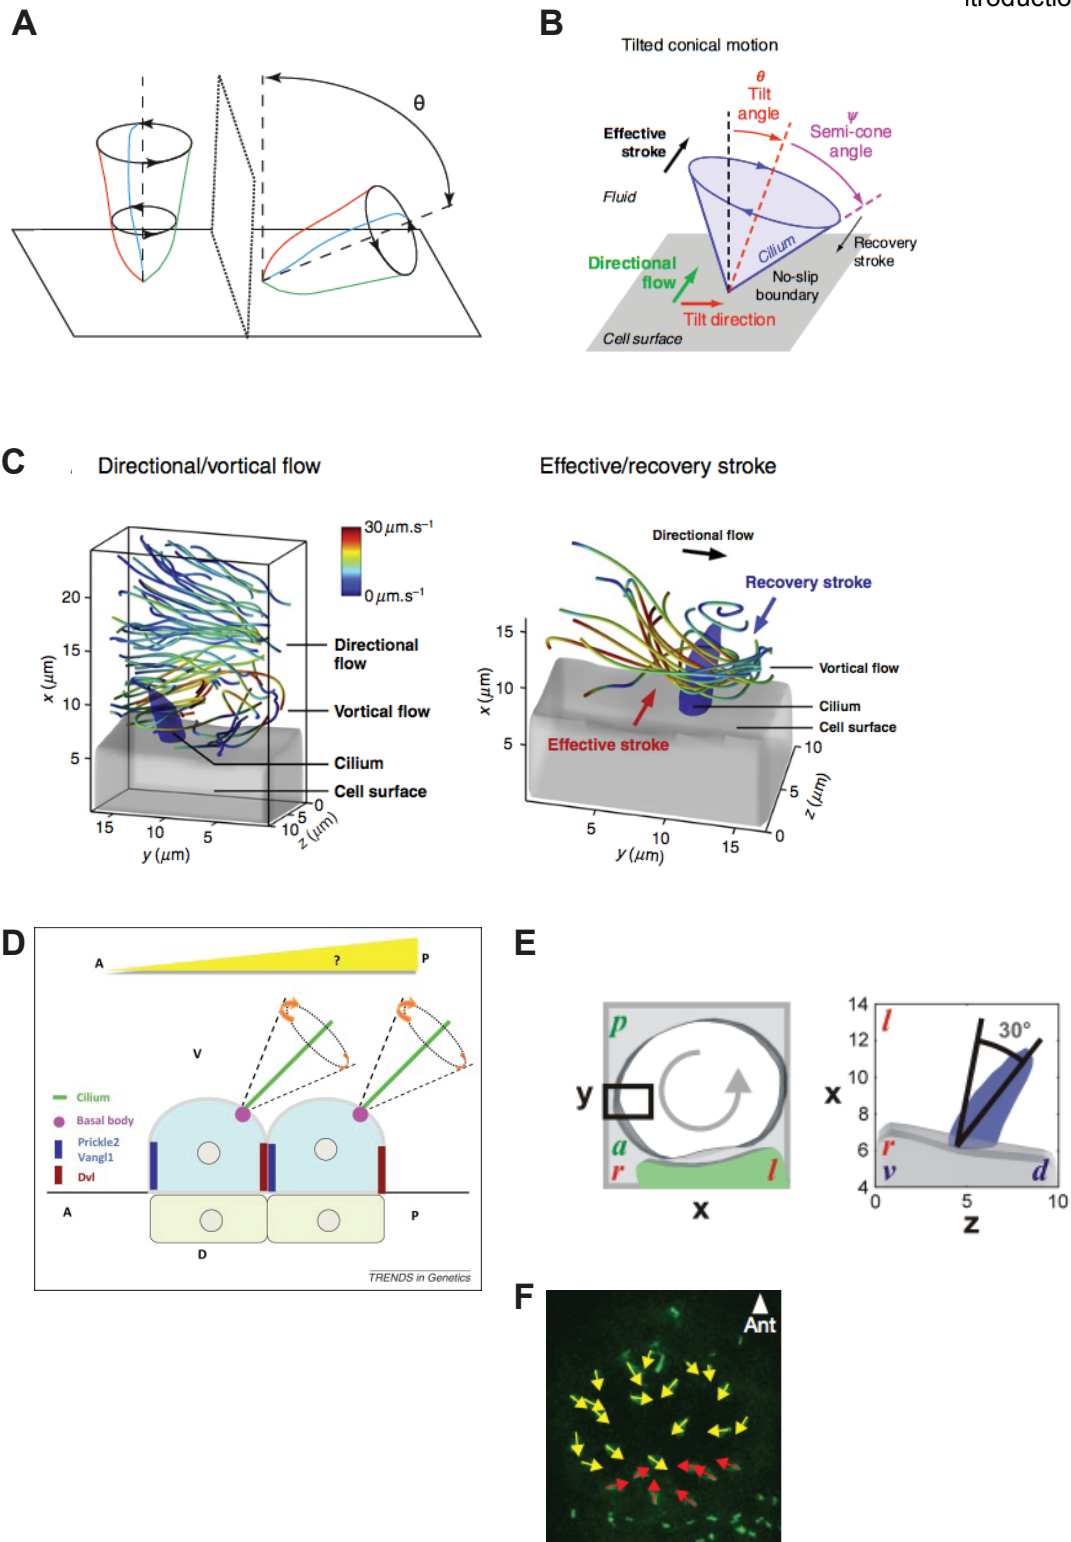 A
θ
B
Tilted conical motion
θ
Tilt
angle
ψ
Semi-cone
angle
Effective
stroke
Fluid
Cilium
Recovery
stroke
Directional
flow
No-slip
boundary
Tilt direction
Cell surface
C
Directional/vortical flow
30 μm.s⁻¹
0 μm.s⁻¹
20
15
10
5
x (μm)
Directional
flow
Vortical flow
Cilium
Cell surface
15
10
5
y (μm)
10
5
0
z (μm)
Effective/recovery stroke
Directional flow
Recovery stroke
15
10
5
x (μm)
Vortical flow
Cilium
Cell surface
Effective stroke
5
10
15
y (μm)
0
5
10
z (μm)
D
A
?
P
V
Cilium
Basal body
Prickle2
Vangl1
Dvl
A
P
D
TRENDS in Genetics
E
p
y
a
r
l
x
14
12
10
8
6
4
x
l
30°
r
v
d
0
5
10
z
F
Ant